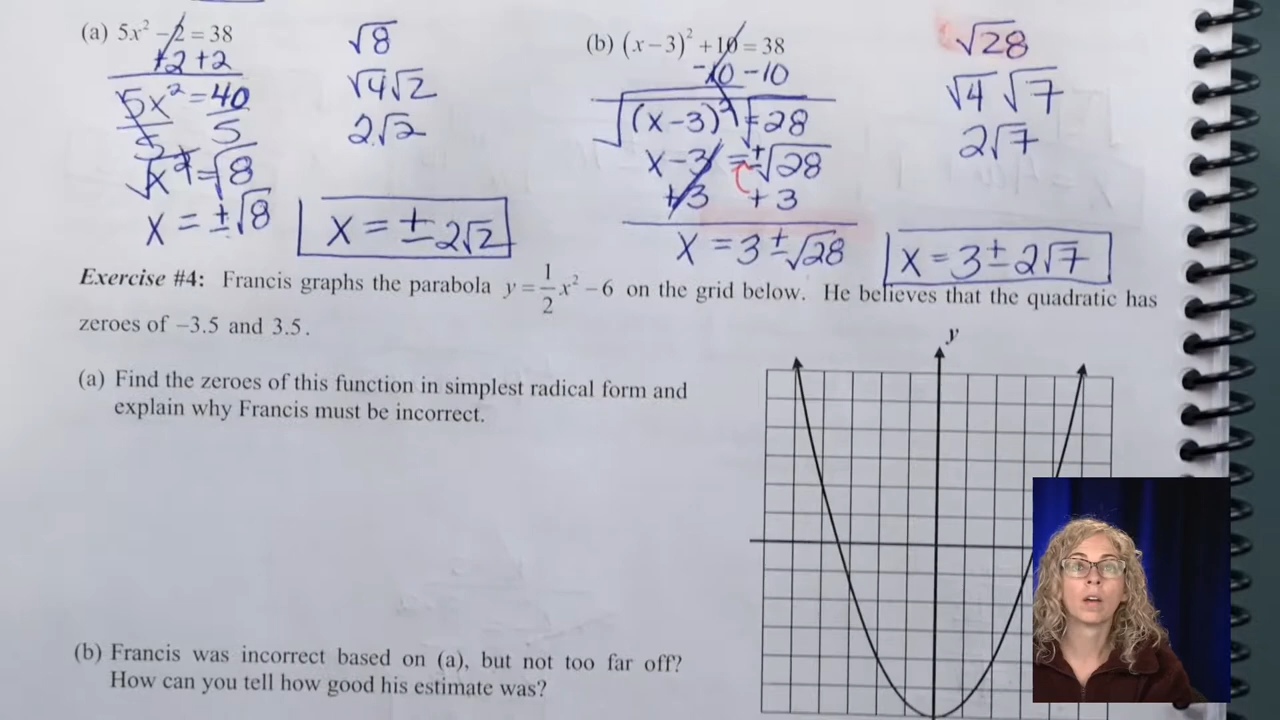 (a) 5x² − 2 = 38
+2 +2
5x² = 40
5 5
√x² = √8
x = ±√8
√8
√4√2
2√2
x = ±2√2
(b) (x − 3)² + 10 = 38
-10 -10
√(x-3)² = √28
x-3 = ±√28
+3 +3
x = 3 ± √28
√28
√4 √7
2√7
x = 3 ± 2√7
Exercise #4: Francis graphs the parabola y = 1/2 x² − 6 on the grid below. He believes that the quadratic has
zeroes of −3.5 and 3.5.
(a) Find the zeroes of this function in simplest radical form and
explain why Francis must be incorrect.
y
(b) Francis was incorrect based on (a), but not too far off?
How can you tell how good his estimate was?